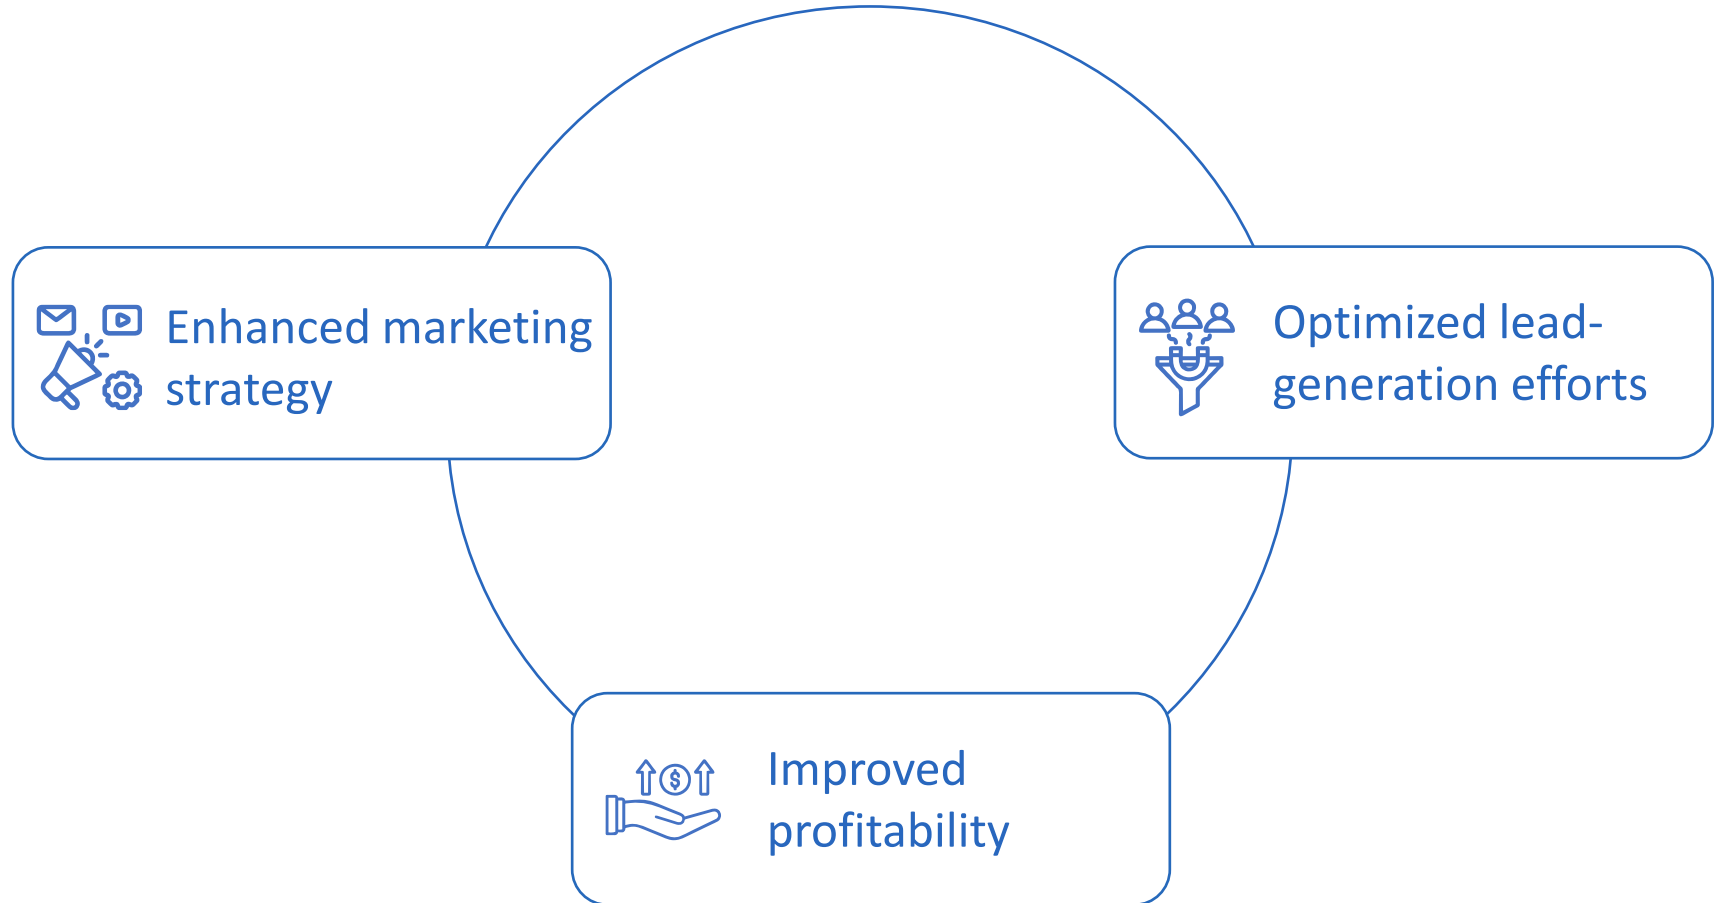 Enhanced marketing
strategy
Optimized lead-
generation efforts
$
Improved
profitability